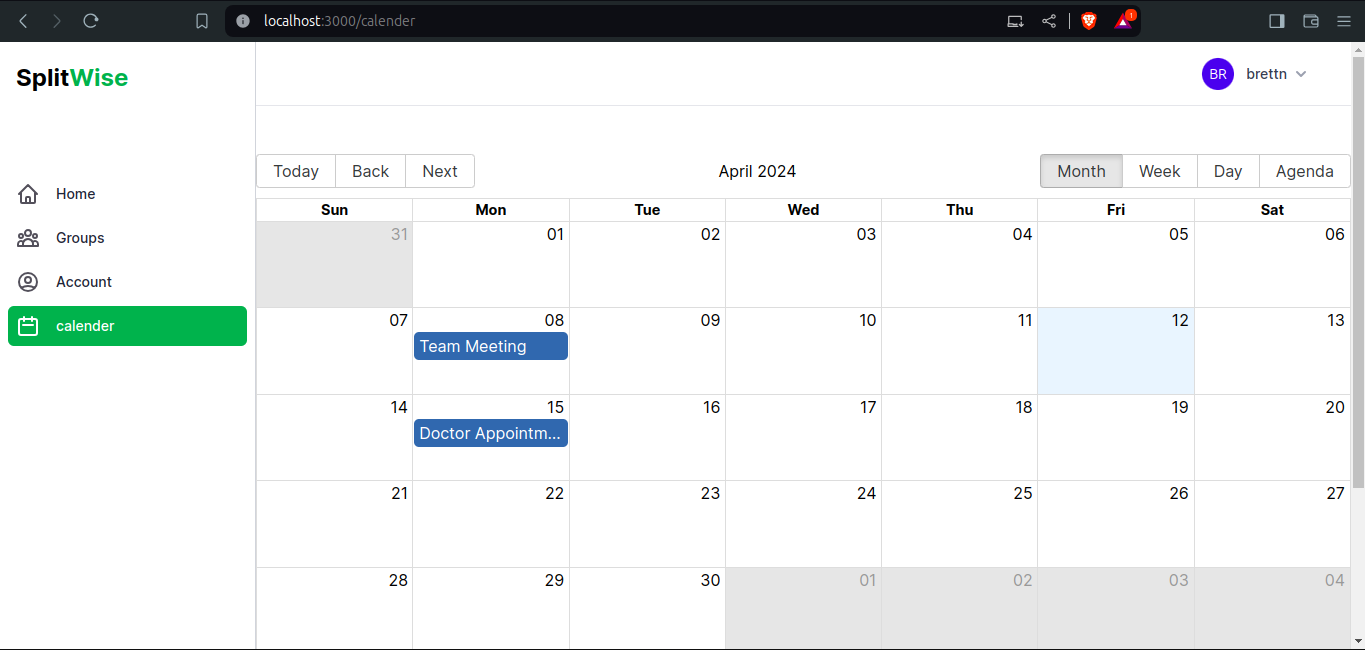 localhost:3000/calender
1
SplitWise
BR brettn
Home
Groups
Account
calender
Today Back Next April 2024 Month Week Day Agenda
Sun Mon Tue Wed Thu Fri Sat
31 01 02 03 04 05 06
07 08 09 10 11 12 13
Team Meeting
14 15 16 17 18 19 20
Doctor Appointm...
21 22 23 24 25 26 27
28 29 30 01 02 03 04